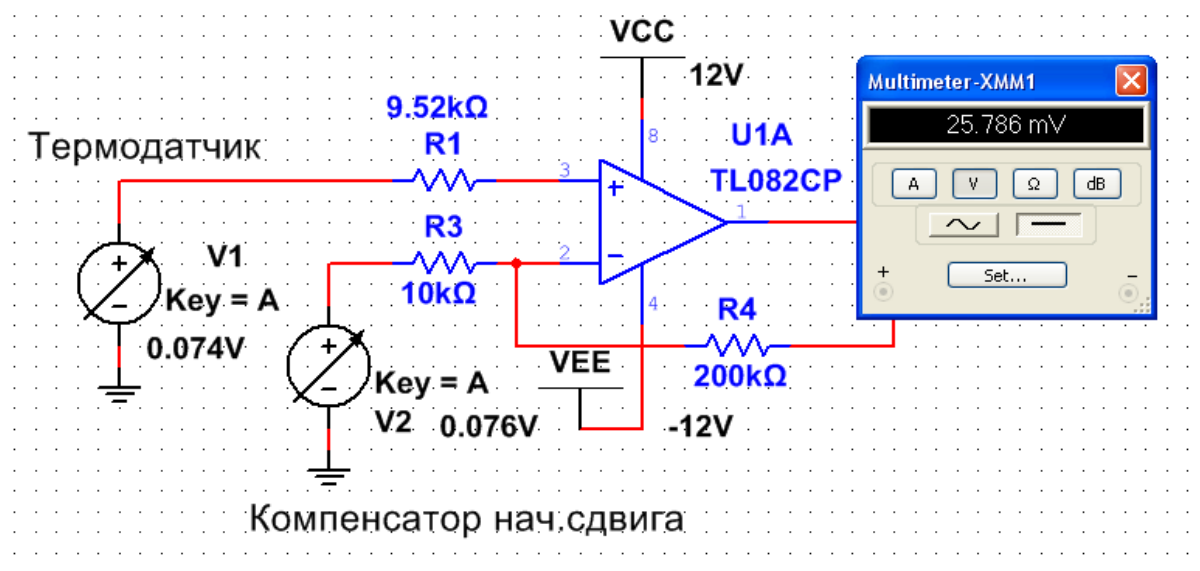 VCC
12V
Multimeter-XMM1
25.786 mV
A
V
Ω
dB
+
Set...
−
9.52kΩ
R1
Термодатчик
U1A
TL082CP
8
3
+
1
R3
2
−
10kΩ
4
V1
Key = A
+
−
0.074V
R4
200kΩ
VEE
-12V
+
−
Key = A
V2
0.076V
Компенсатор нач.сдвига